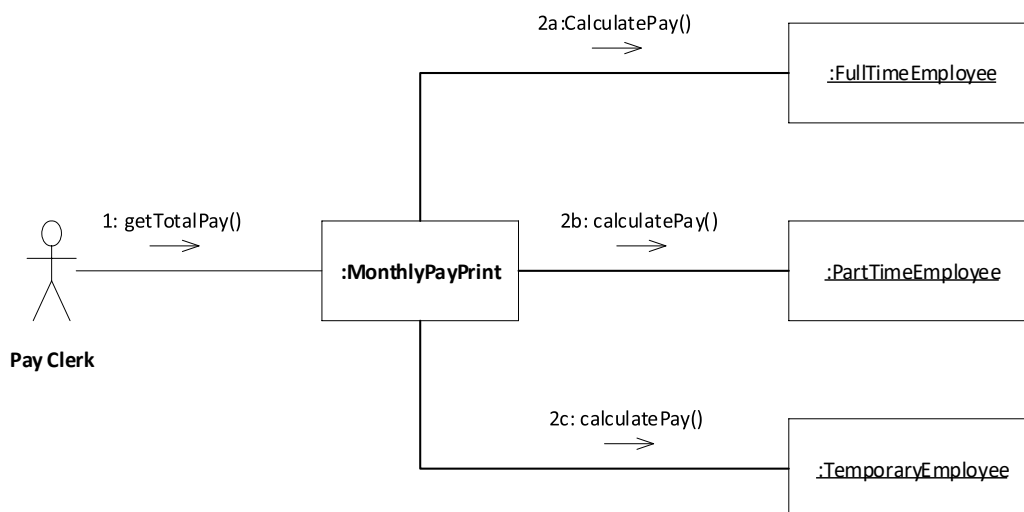 2a:CalculatePay()
:FullTimeEmployee
1: getTotalPay()
2b: calculatePay()
:MonthlyPayPrint
:PartTimeEmployee
Pay Clerk
2c: calculatePay()
:TemporaryEmployee